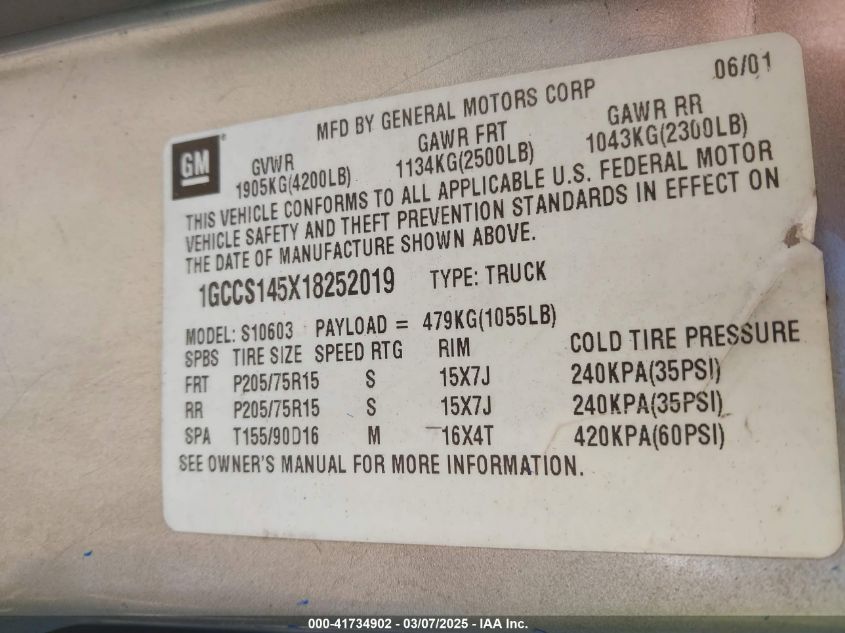 06/01
MFD BY GENERAL MOTORS CORP
GM® GVWR GAWR FRT GAWR RR
1905KG(4200LB) 1134KG(2500LB) 1043KG(2300LB)
THIS VEHICLE CONFORMS TO ALL APPLICABLE U.S. FEDERAL MOTOR
VEHICLE SAFETY AND THEFT PREVENTION STANDARDS IN EFFECT ON
THE DATE OF MANUFACTURE SHOWN ABOVE.
1GCCS145X18252019 TYPE: TRUCK
MODEL: S10603 PAYLOAD = 479KG(1055LB)
SPBS TIRE SIZE SPEED RTG RIM COLD TIRE PRESSURE
FRT P205/75R15 S 15X7J 240KPA(35PSI)
RR P205/75R15 S 15X7J 240KPA(35PSI)
SPA T155/90D16 M 16X4T 420KPA(60PSI)
SEE OWNER'S MANUAL FOR MORE INFORMATION.
000-41734902 - 03/07/2025 - IAA Inc.